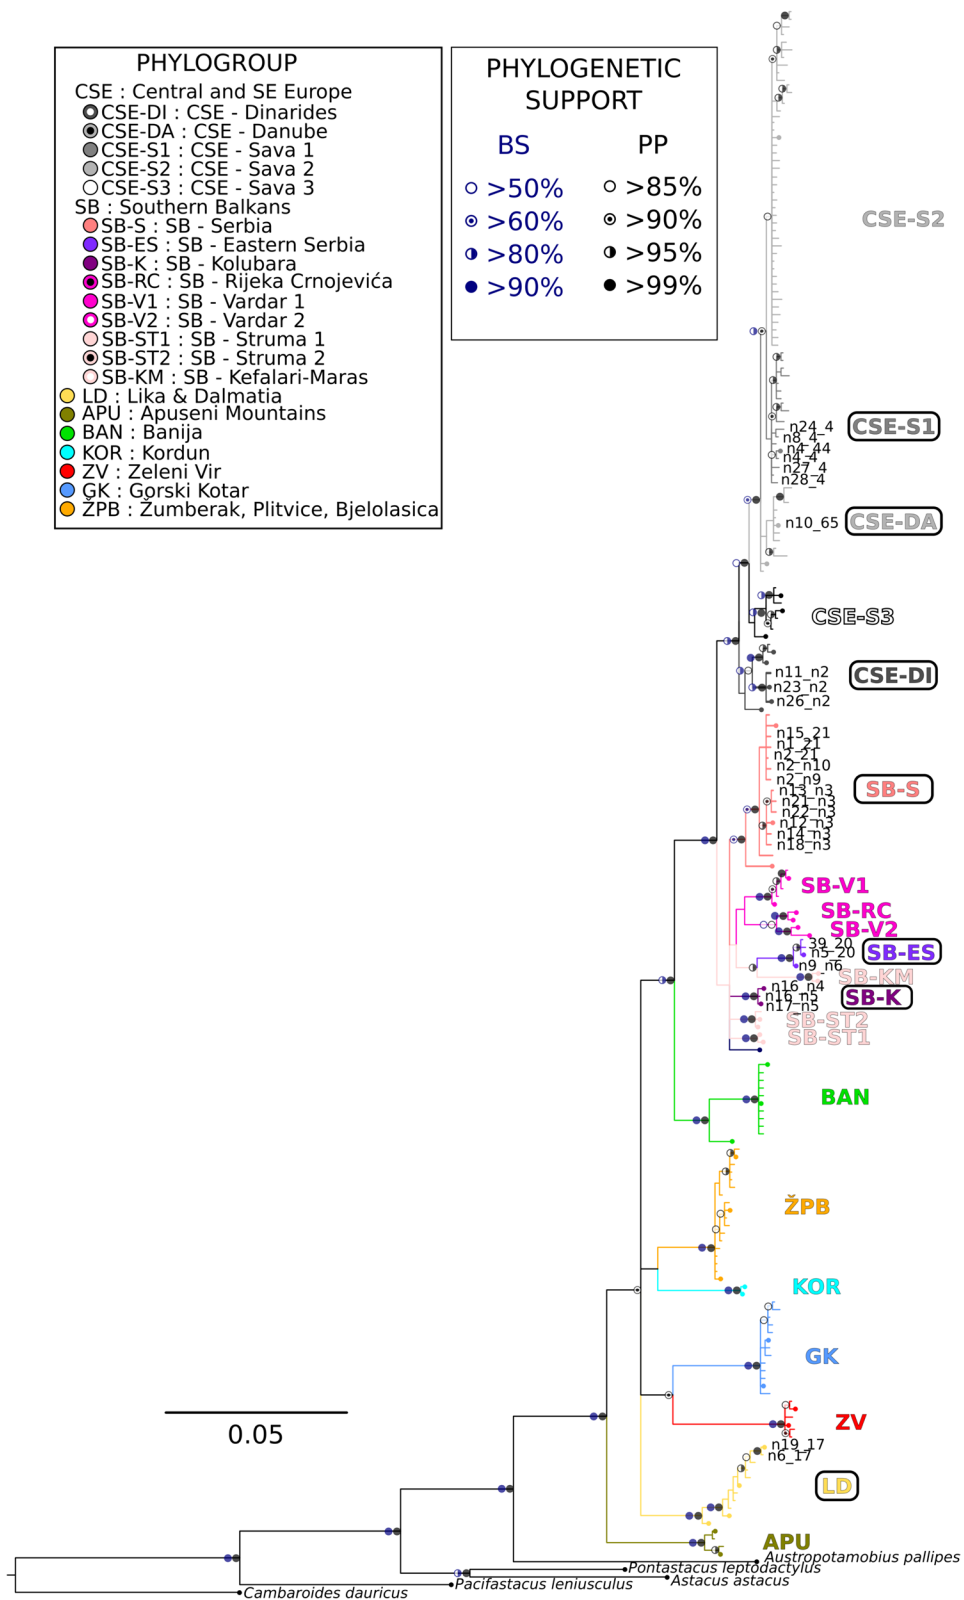 PHYLOGROUP
CSE : Central and SE Europe
CSE-DI : CSE - Dinarides
CSE-DA : CSE - Danube
CSE-S1 : CSE - Sava 1
CSE-S2 : CSE - Sava 2
CSE-S3 : CSE - Sava 3
SB : Southern Balkans
SB-S : SB - Serbia
SB-ES : SB - Eastern Serbia
SB-K : SB - Kolubara
SB-RC : SB - Rijeka Crnojevića
SB-V1 : SB - Vardar 1
SB-V2 : SB - Vardar 2
SB-ST1 : SB - Struma 1
SB-ST2 : SB - Struma 2
SB-KM : SB - Kefalari-Maras
LD : Lika & Dalmatia
APU : Apuseni Mountains
BAN : Banija
KOR : Kordun
ZV : Zeleni Vir
GK : Gorski Kotar
ŽPB : Žumberak, Plitvice, Bjelolasica
PHYLOGENETIC
SUPPORT
BS PP
>50% >85%
>60% >90%
>80% >95%
>90% >99%
CSE-S2
n24_4
CSE-S1
n8_4
n4_44
n4_4
n27_4
n28_4
n10_65 CSE-DA
CSE-S3
n11_n2
CSE-DI
n23_n2
n26_n2
n15_21
n1_21
n2_21
n2_n10
n2_n9
SB-S
n13_n3
n21_n3
n22_n3
n12_n3
n14_n3
n18_n3
SB-V1
SB-RC
SB-V2
39_20
n5_20
SB-ES
n9_n6
SB-KM
n16_n4
n16_n5
SB-K
n17_n5
SB-ST2
SB-ST1
BAN
ŽPB
KOR
GK
ZV
0.05
n19_17
n6_17
LD
APU
Austropotamobius pallipes
Pontastacus leptodactylus
Astacus astacus
Pacifastacus leniusculus
Cambaroides dauricus